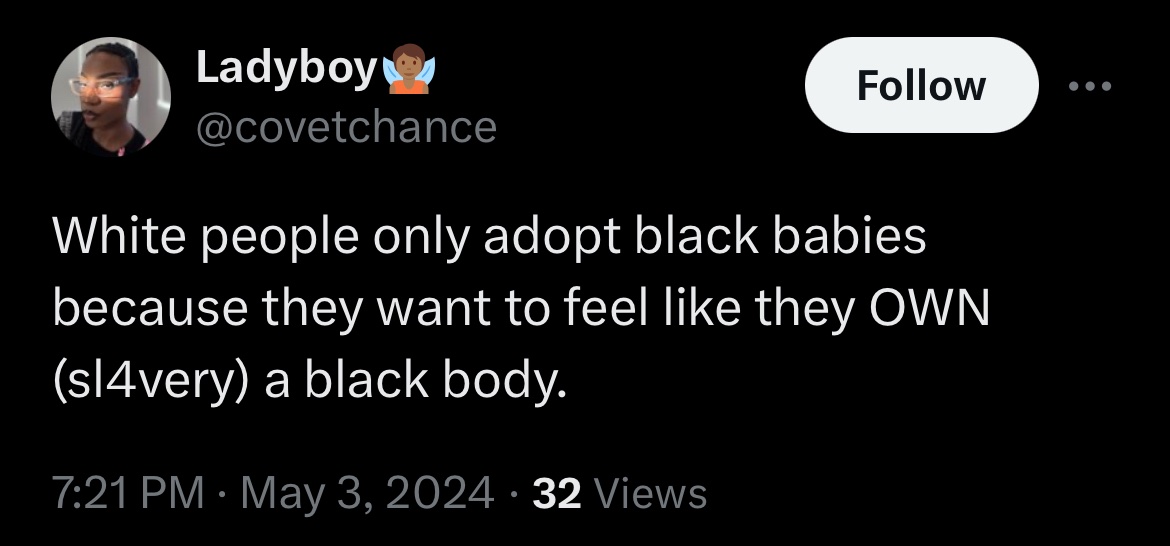 Ladyboy🧚🏾
@covetchance
Follow
White people only adopt black babies
because they want to feel like they OWN
(sl4very) a black body.
7:21 PM · May 3, 2024 · 32 Views